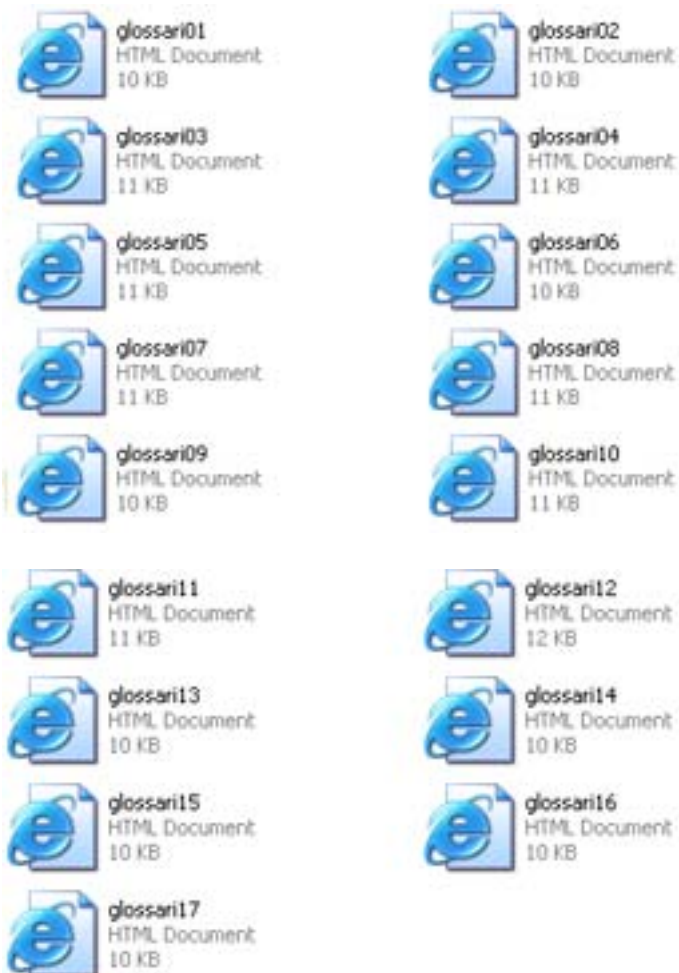 glossari01
HTML Document
10 KB
glossari02
HTML Document
10 KB
glossari03
HTML Document
11 KB
glossari04
HTML Document
11 KB
glossari05
HTML Document
11 KB
glossari06
HTML Document
10 KB
glossari07
HTML Document
11 KB
glossari08
HTML Document
11 KB
glossari09
HTML Document
10 KB
glossari10
HTML Document
11 KB
glossari11
HTML Document
11 KB
glossari12
HTML Document
12 KB
glossari13
HTML Document
10 KB
glossari14
HTML Document
10 KB
glossari15
HTML Document
10 KB
glossari16
HTML Document
10 KB
glossari17
HTML Document
10 KB